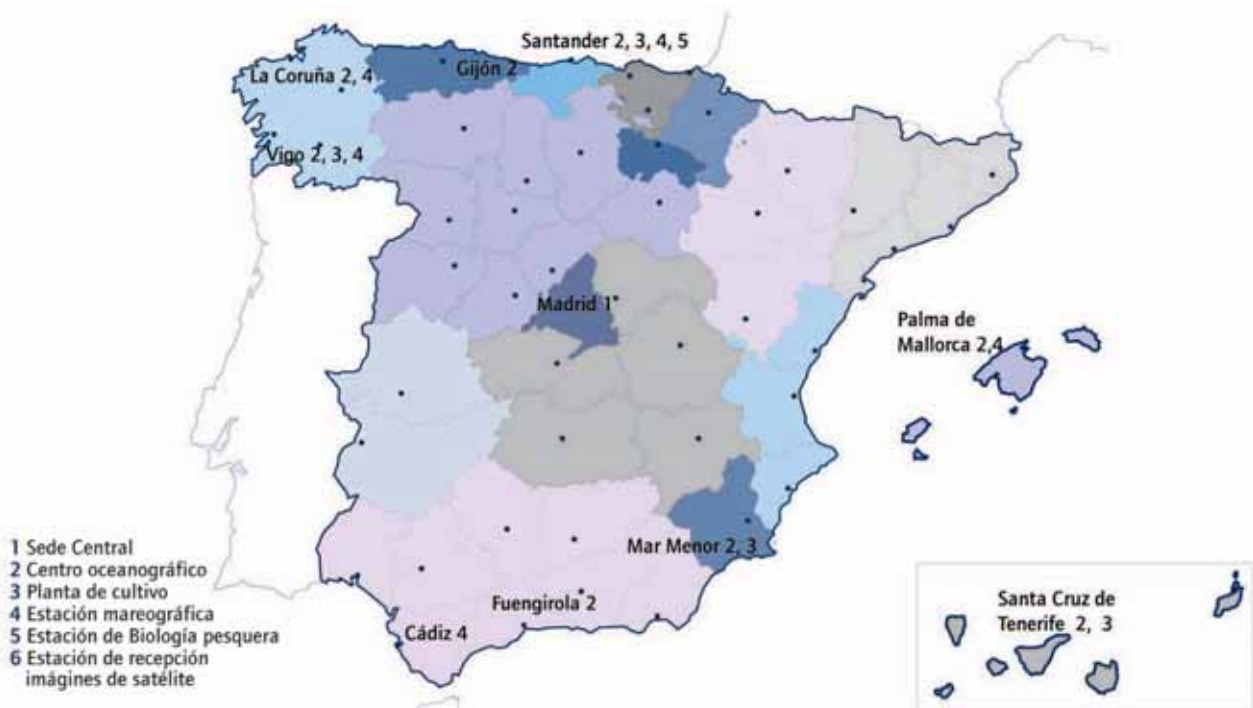 Santander 2, 3, 4, 5
La Coruña 2, 4
Gijón 2
Vigo 2, 3, 4
Madrid 1
Palma de
Mallorca 2,4
Mar Menor 2, 3
Fuengirola 2
Cádiz 4
Santa Cruz de
Tenerife 2, 3
1 Sede Central
2 Centro oceanográfico
3 Planta de cultivo
4 Estación mareográfica
5 Estación de Biología pesquera
6 Estación de recepción
imágines de satélite